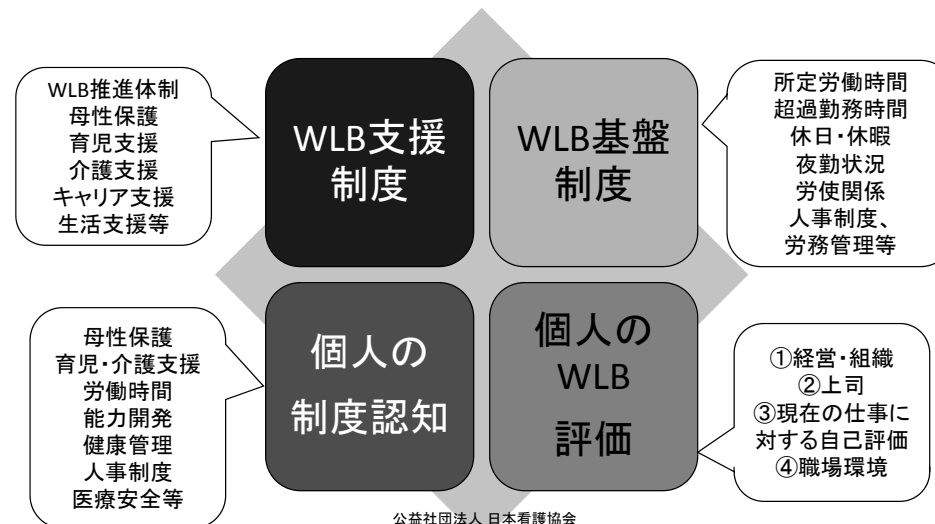 WLB推進体制
母性保護
育児支援
介護支援
キャリア支援
生活支援等
WLB支援
制度
WLB基盤
制度
所定労働時間
超過勤務時間
休日・休暇
夜勤状況
労使関係
人事制度、
労務管理等
母性保護
育児・介護支援
労働時間
能力開発
健康管理
人事制度
医療安全等
個人の
制度認知
個人の
WLB
評価
①経営・組織
②上司
③現在の仕事に
対する自己評価
④職場環境
公益社団法人 日本看護協会